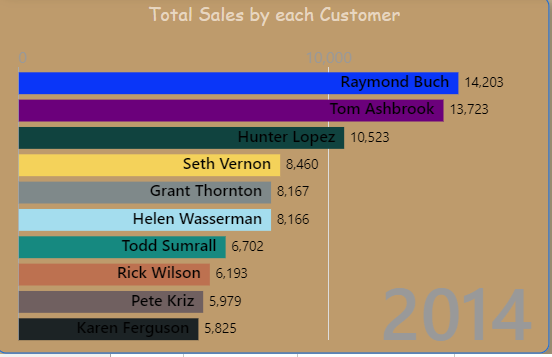 Total Sales by each Customer
0 10,000
Raymond Buch 14,203
Tom Ashbrook 13,723
Hunter Lopez 10,523
Seth Vernon 8,460
Grant Thornton 8,167
Helen Wasserman 8,166
Todd Sumrall 6,702
Rick Wilson 6,193
Pete Kriz 5,979
Karen Ferguson 5,825
2014